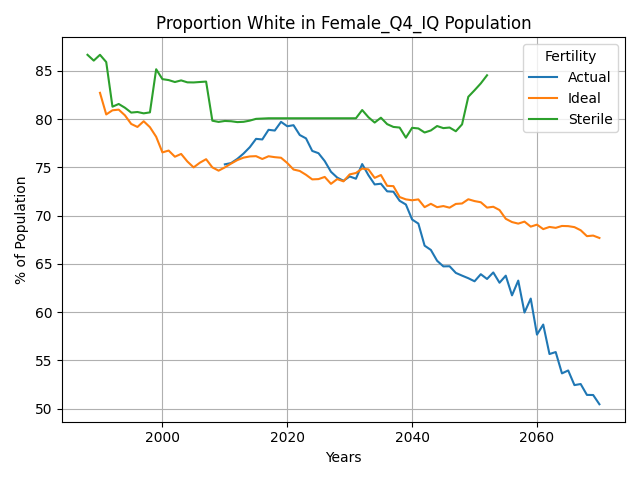 Proportion White in Female_Q4_IQ Population
Fertility
Actual
Ideal
Sterile
% of Population
85
80
75
70
65
60
55
50
2000
2020
2040
2060
Years